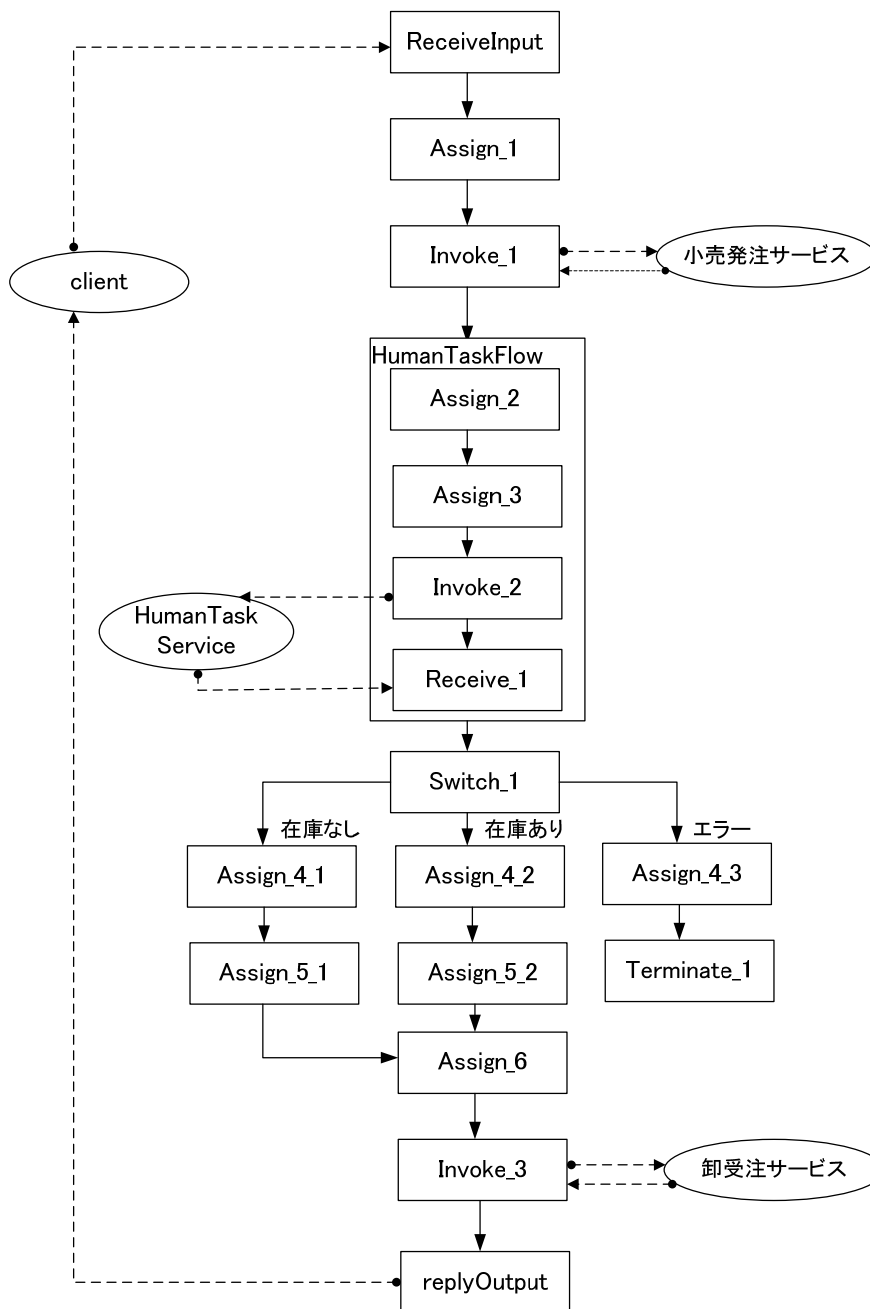 ReceiveInput
Assign_1
Invoke_1
小売発注サービス
client
HumanTaskFlow
Assign_2
Assign_3
Invoke_2
HumanTask
Service
Receive_1
Switch_1
在庫なし
在庫あり
エラー
Assign_4_1
Assign_4_2
Assign_4_3
Assign_5_1
Assign_5_2
Terminate_1
Assign_6
Invoke_3
卸受注サービス
replyOutput